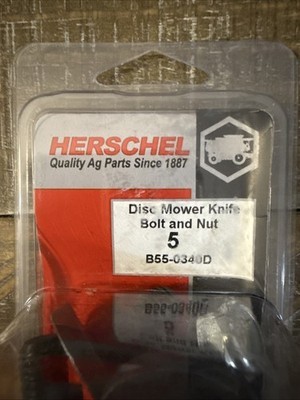 HERSCHEL
Quality Ag Parts Since 1887
Disc Mower Knife
Bolt and Nut
5
B55-0340D